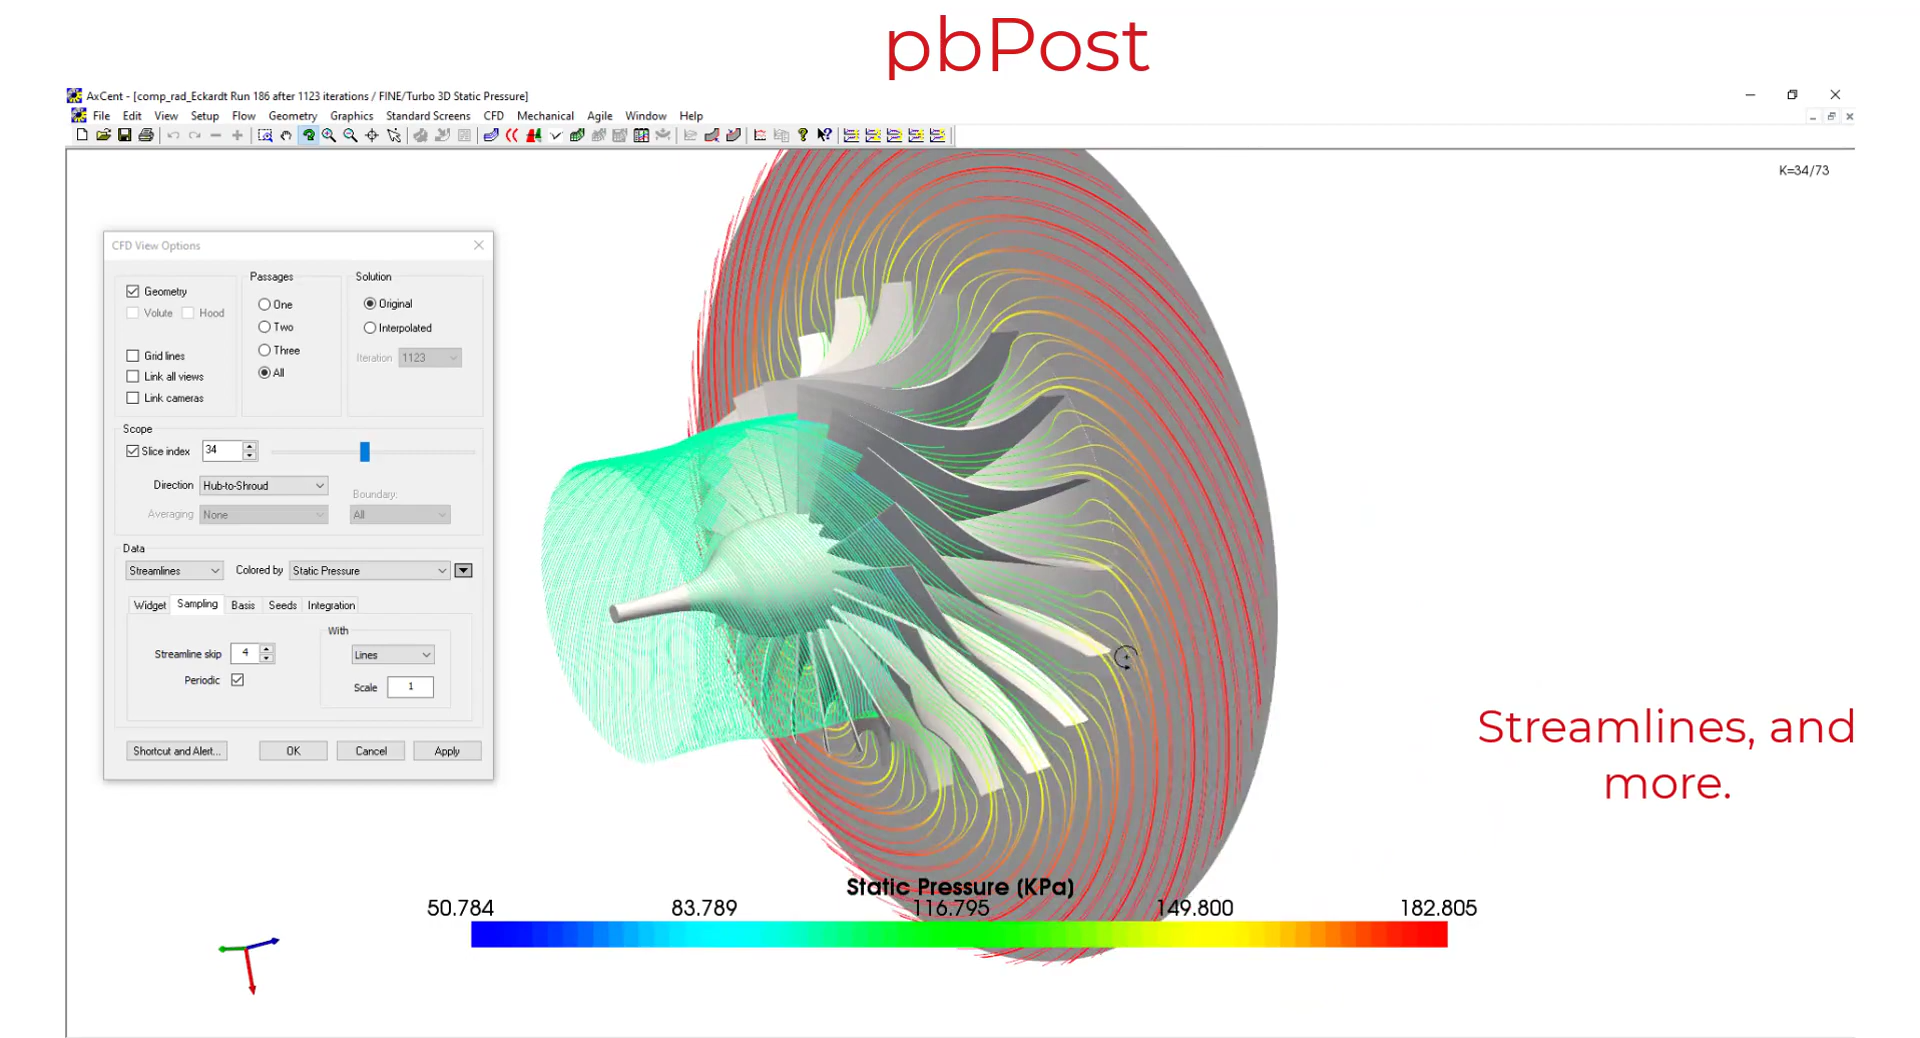 pbPost
AxCent - [comp_rad_Eckardt Run 186 after 1123 iterations / FINE/Turbo 3D Static Pressure]
File Edit View Setup Flow Geometry Graphics Standard Screens CFD Mechanical Agile Window Help
K=34/73
CFD View Options
Geometry
Volute Hood
Grid lines
Link all views
Link cameras
Passages
One
Two
Three
All
Solution
Original
Interpolated
Iteration 1123
Scope
Slice index 34
Direction Hub-to-Shroud
Boundary:
Averaging None All
Data
Streamlines Colored by Static Pressure
Widget Sampling Basis Seeds Integration
Streamline skip 4
Periodic
With
Lines
Scale 1
Shortcut and Alert... OK Cancel Apply
Streamlines, and
more.
Static Pressure (KPa)
50.784 83.789 116.795 149.800 182.805